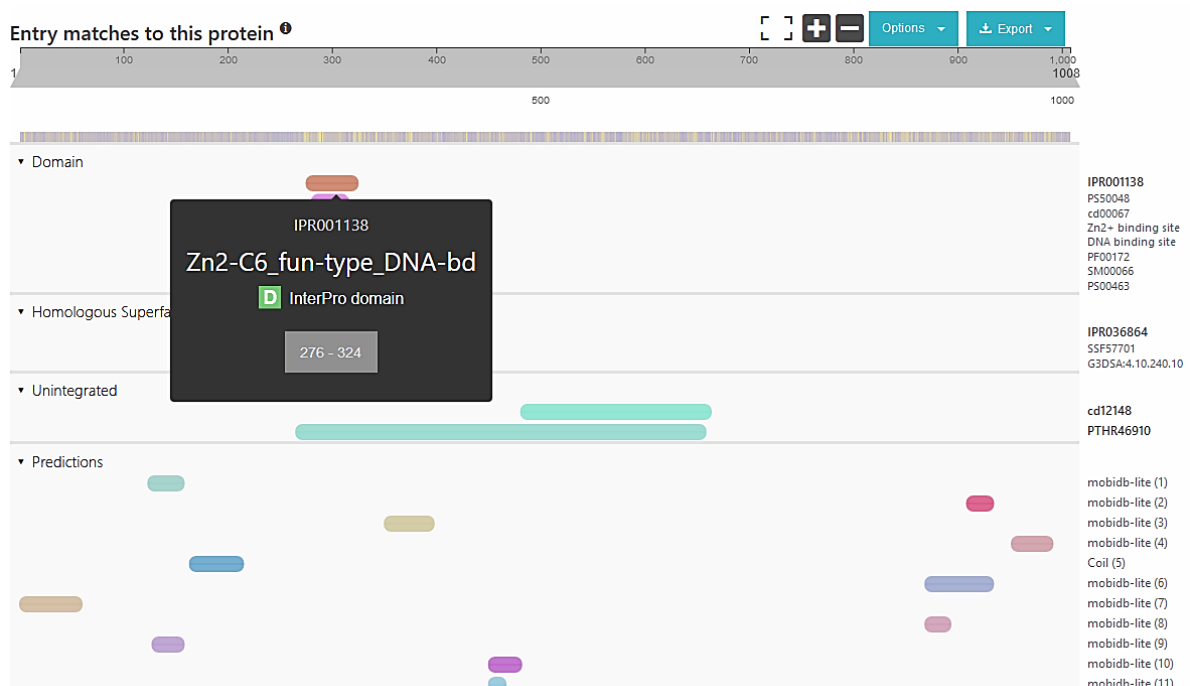 Entry matches to this protein
Options
Export
100 200 300 400 500 600 700 800 900 1,000
1 1008
500 1000
Domain
IPR001138
PS50048
cd00067
Zn2+ binding site
DNA binding site
PF00172
SM00066
PS00463
IPR001138
Zn2-C6_fun-type_DNA-bd
D InterPro domain
276 - 324
Homologous Superfa
IPR036864
SSF57701
G3DSA:4.10.240.10
Unintegrated
cd12148
PTHR46910
Predictions
mobidb-lite (1)
mobidb-lite (2)
mobidb-lite (3)
mobidb-lite (4)
Coil (5)
mobidb-lite (6)
mobidb-lite (7)
mobidb-lite (8)
mobidb-lite (9)
mobidb-lite (10)
mobidb-lite (11)